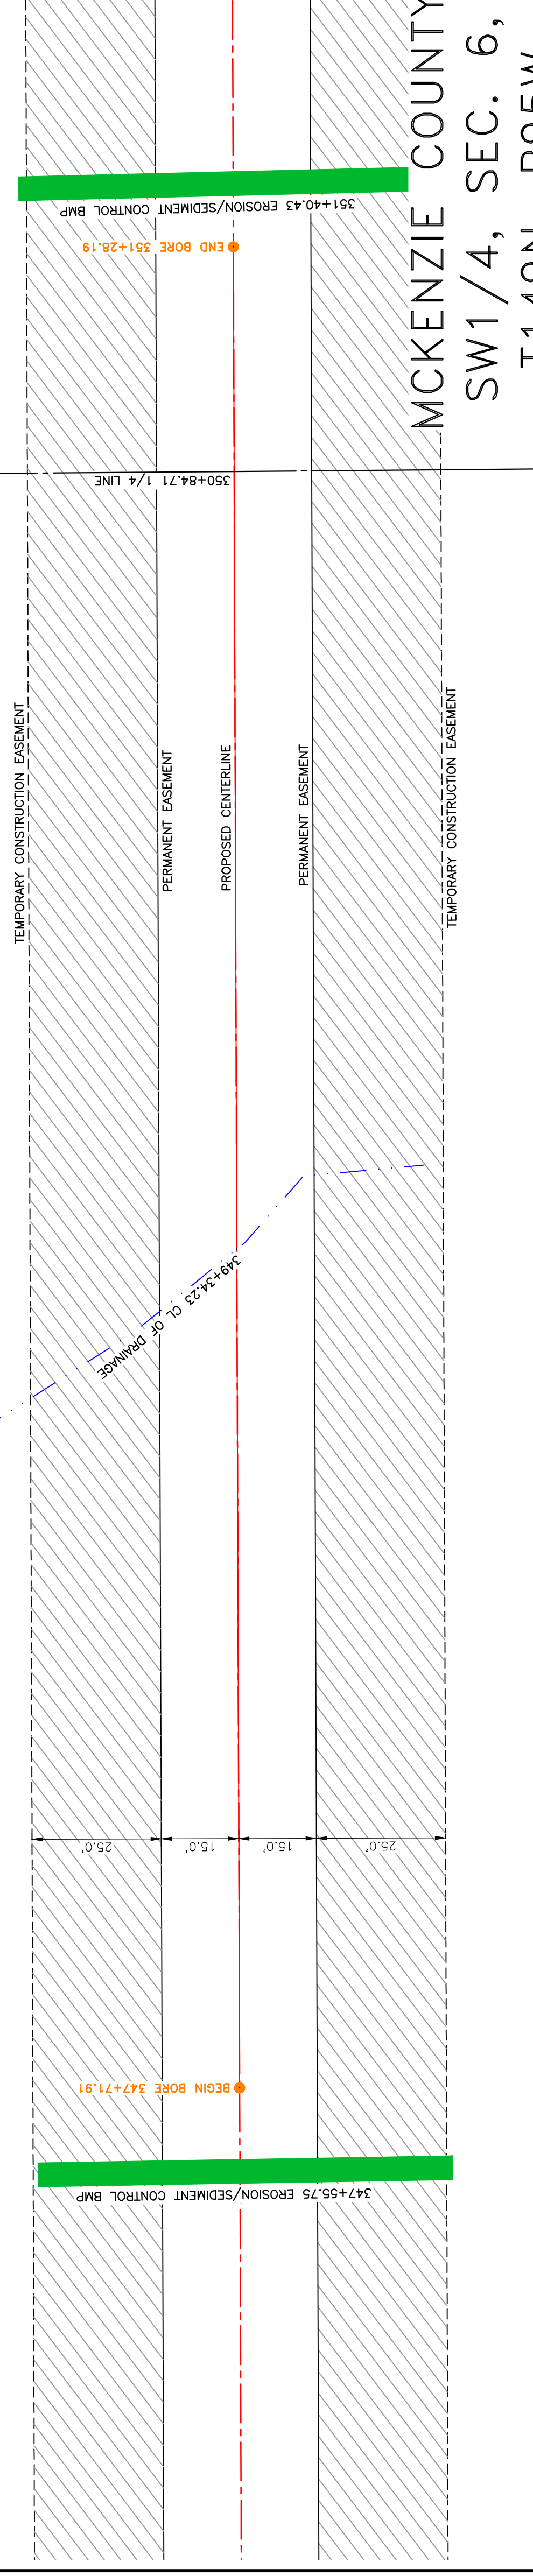 MCKENZIE COUNTY
SW1/4, SEC. 6,
351+40.43 EROSION/SEDIMENT CONTROL BMP
END BORE 351+28.19
350+84.71 1/4 LINE
TEMPORARY CONSTRUCTION EASEMENT
PERMANENT EASEMENT
PROPOSED CENTERLINE
PERMANENT EASEMENT
TEMPORARY CONSTRUCTION EASEMENT
349+34.23 CL OF DRAINAGE
25.0'
15.0'
15.0'
25.0'
BEGIN BORE 347+71.91
347+55.75 EROSION/SEDIMENT CONTROL BMP